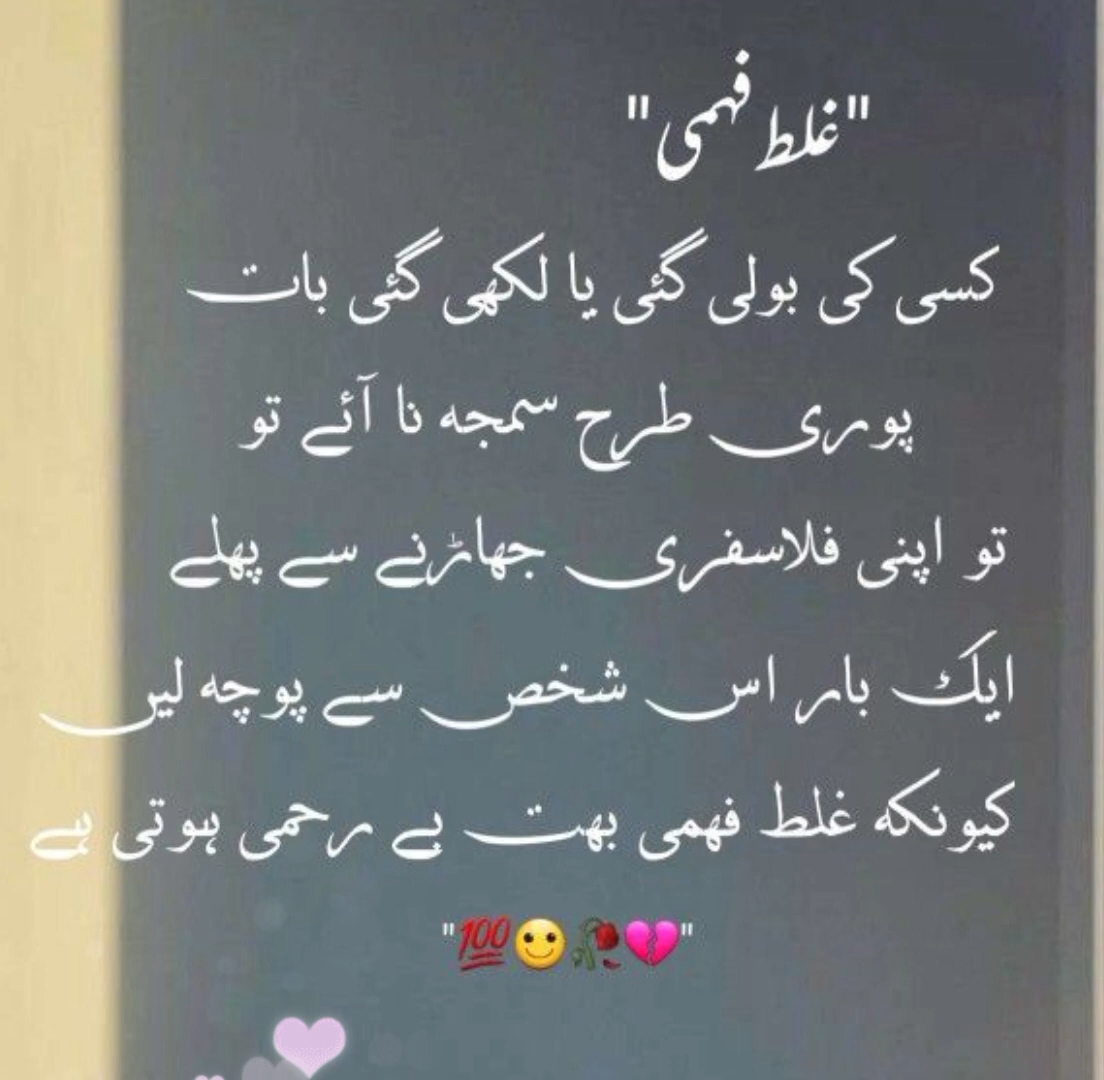 "غلط فہمی"
کسی کی بولی گئی یا لکھی گئی بات
پوری طرح سمجھ نا آئے تو
تو اپنی فلاسفری جھاڑنے سے پہلے
ایک بار اس شخص سے پوچھ لیں
کیونکہ غلط فہمی بہت بے رحمی ہوتی ہے
"💔🥀🙂💯"